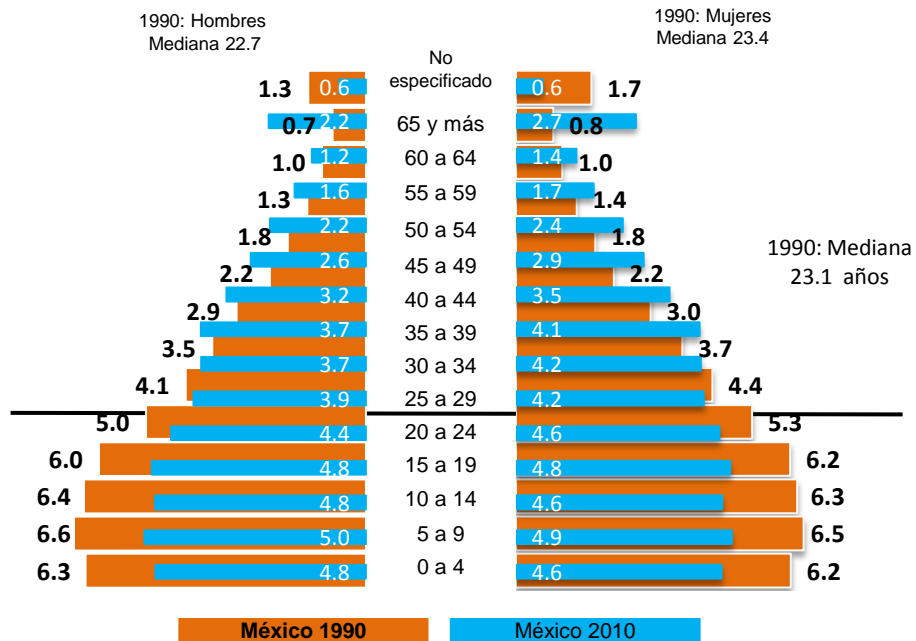 1990: Hombres
Mediana 22.7
1990: Mujeres
Mediana 23.4
No
especificado
1.3 0.6 0.6 1.7
0.7 2.2 65 y más 2.7 0.8
1.0 1.2 60 a 64 1.4 1.0
1.3 1.6 55 a 59 1.7 1.4
1.8 2.2 50 a 54 2.4 1.8
2.2 2.6 45 a 49 2.9 2.2
1990: Mediana
23.1 años
2.9 3.2 40 a 44 3.5 3.0
3.5 3.7 35 a 39 4.1 3.7
4.1 3.7 30 a 34 4.2 4.4
5.0 3.9 25 a 29 4.2 5.3
6.0 4.4 20 a 24 4.6 6.2
4.8 15 a 19 4.8
6.4 4.8 10 a 14 4.6 6.3
6.6 5.0 5 a 9 4.9 6.5
6.3 4.8 0 a 4 4.6 6.2
México 1990 México 2010